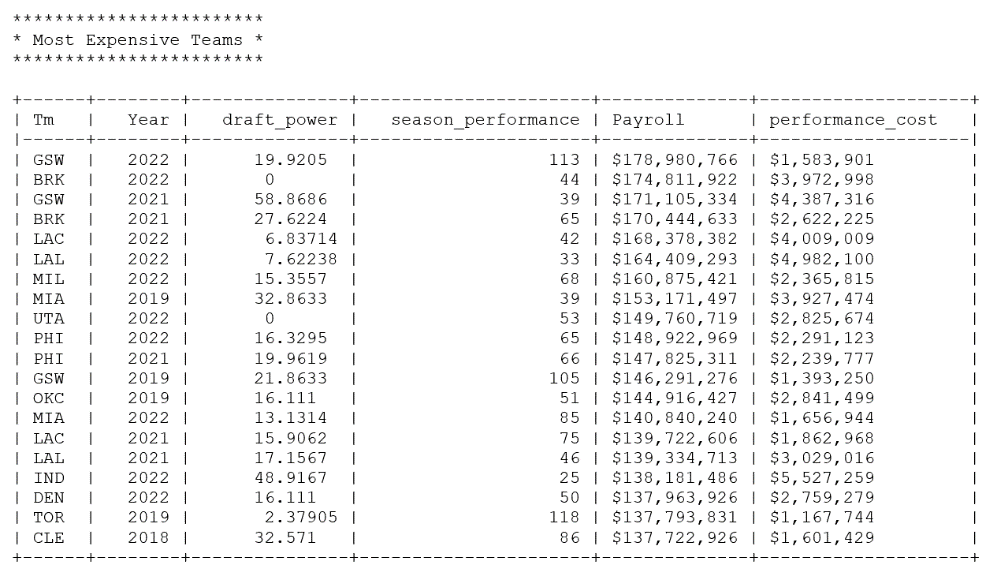 ************************
* Most Expensive Teams *
************************
+------+--------+---------------+----------------------+--------------+--------------------+
| Tm | Year | draft_power | season_performance | Payroll | performance_cost |
|------+--------+---------------+----------------------+--------------+--------------------|
| GSW | 2022 | 19.9205 | 113 | $178,980,766 | $1,583,901 |
| BRK | 2022 | 0 | 44 | $174,811,922 | $3,972,998 |
| GSW | 2021 | 58.8686 | 39 | $171,105,334 | $4,387,316 |
| BRK | 2021 | 27.6224 | 65 | $170,444,633 | $2,622,225 |
| LAC | 2022 | 6.83714 | 42 | $168,378,382 | $4,009,009 |
| LAL | 2022 | 7.62238 | 33 | $164,409,293 | $4,982,100 |
| MIL | 2022 | 15.3557 | 68 | $160,875,421 | $2,365,815 |
| MIA | 2019 | 32.8633 | 39 | $153,171,497 | $3,927,474 |
| UTA | 2022 | 0 | 53 | $149,760,719 | $2,825,674 |
| PHI | 2022 | 16.3295 | 65 | $148,922,969 | $2,291,123 |
| PHI | 2021 | 19.9619 | 66 | $147,825,311 | $2,239,777 |
| GSW | 2019 | 21.8633 | 105 | $146,291,276 | $1,393,250 |
| OKC | 2019 | 16.111 | 51 | $144,916,427 | $2,841,499 |
| MIA | 2022 | 13.1314 | 85 | $140,840,240 | $1,656,944 |
| LAC | 2021 | 15.9062 | 75 | $139,722,606 | $1,862,968 |
| LAL | 2021 | 17.1567 | 46 | $139,334,713 | $3,029,016 |
| IND | 2022 | 48.9167 | 25 | $138,181,486 | $5,527,259 |
| DEN | 2022 | 16.111 | 50 | $137,963,926 | $2,759,279 |
| TOR | 2019 | 2.37905 | 118 | $137,793,831 | $1,167,744 |
| CLE | 2018 | 32.571 | 86 | $137,722,926 | $1,601,429 |
+------+--------+---------------+----------------------+--------------+--------------------+